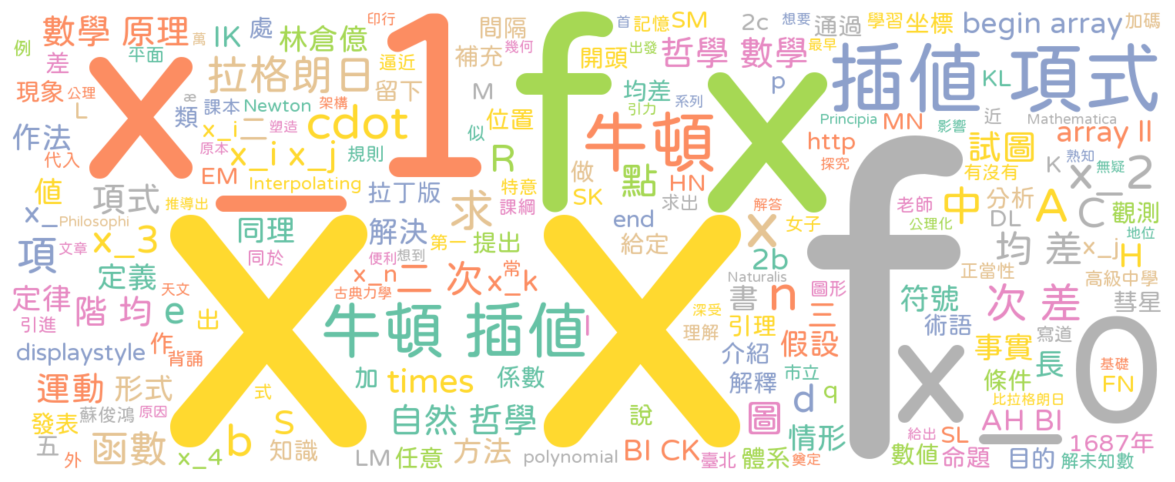 例
數學 原理
差
平面
印行
萬
現象
公理
L
作法
代入
x_1
IK
處
林倉億
拉格朗日
逼近
幾何
留下
間隔
補充
M
似
位置
R
類
課本
Newton
架構
原本
x_i
二
塑造
cdot
x_i x_j
規則
EM
Interpolating
拉丁版
特意
課綱
第一
提出
f x
首
記憶
SM
2c
想要
通過
最早
學習
坐標
begin array
加碼
開頭
出發
哲學 數學
均差
引力
系列
p
插值 項式
KL
近
Principia
影響
Mathematica
牛頓
MN
http
探究
array ll
做
點
HN
SK
求出
試圖
有沒有
K
熟知
無疑
x_2
值
x_
項式
Philosophi
推導出
文章
項
x_3
定義
天文
定律
引進
階 均
e
出
displaystyle
作
背誦
運動
形式
發表
蘇俊鴻
原因
五
外
函數
x_4
b
同理
同於
求
解決
便利
想到
x_n
二 次
常
x_k
古典力學
牛頓 插值
l
加
times
係數
式
S
知識
自然 哲學
LM
任意
方法
polynomial
說
BI CK
臺北
奠定
體系
end
給定
x
解答
女子
2b
Naturalis
深受
理解
書
n
圖形
三
引理
假設
介紹
解釋
市立
d
q
圖
情形
x f_0
老師
公理化
中
分析
DL
A
C
觀測
地位
x_j
H
均 差
正當性
高級中學
次 差
彗星
符號
術語
寫道
事實
長
條件
基礎
FN
比拉格朗日
AH BI
給出
SL
1687年
數值
命題
目的
解未知數
æ